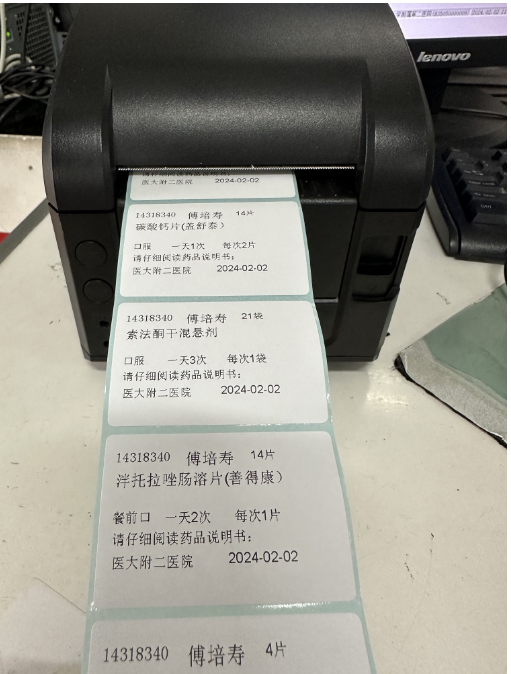 lenovo
医大附二医院 2024-02-02
14318340 傅培寿 14片
碳酸钙片(盖舒泰)
口服 一天1次 每次2片
请仔细阅读药品说明书:
医大附二医院 2024-02-02
14318340 傅培寿 21袋
索法酮干混悬剂
口服 一天3次 每次1袋
请仔细阅读药品说明书:
医大附二医院 2024-02-02
14318340 傅培寿 14片
泮托拉唑肠溶片(善得康)
餐前口 一天2次 每次1片
请仔细阅读药品说明书:
医大附二医院 2024-02-02
14318340 傅培寿 4片